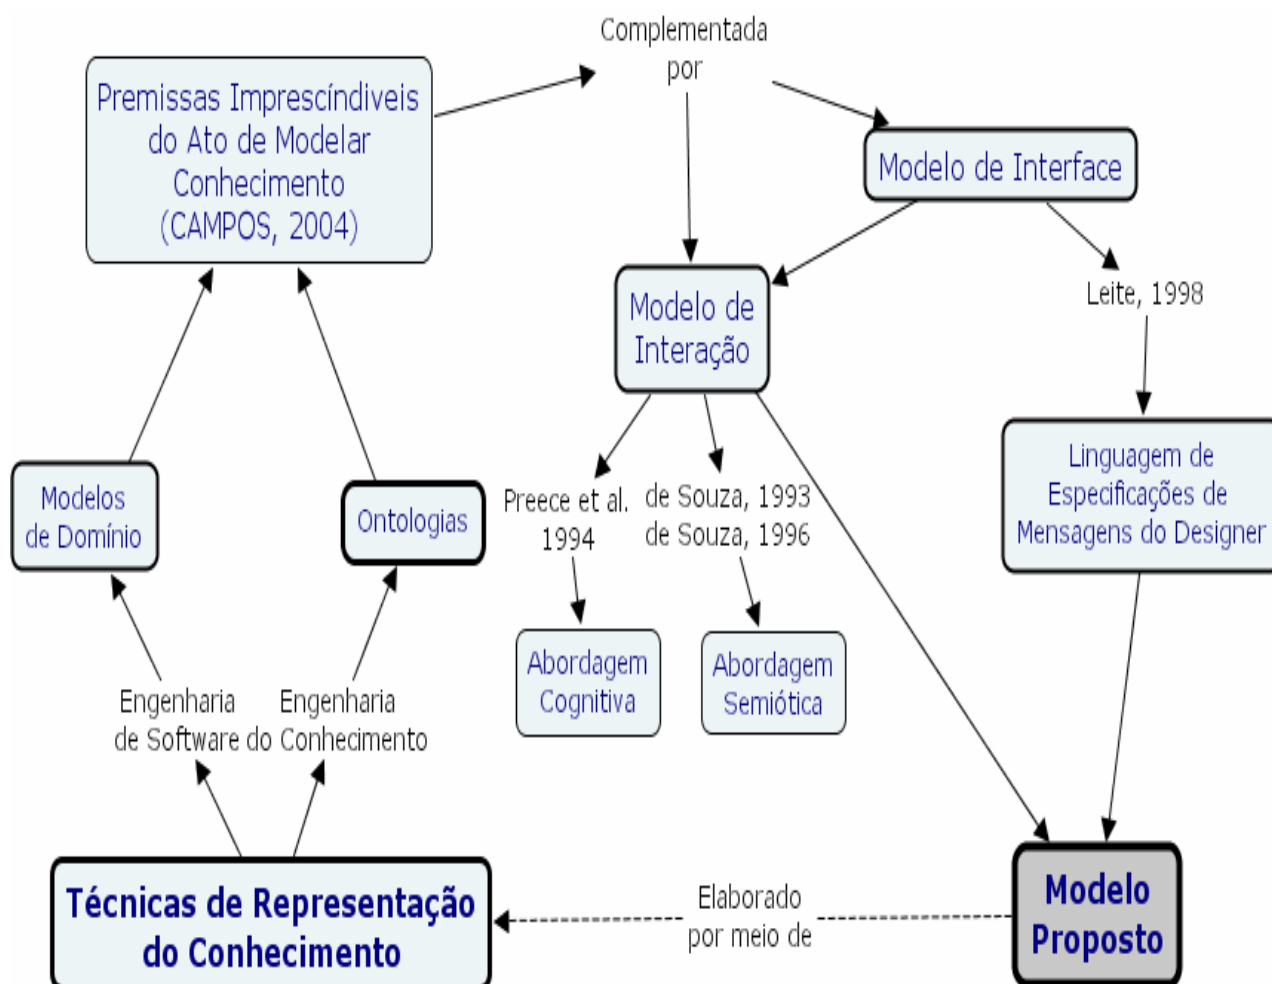 Complementada
por
Premissas Imprescíndiveis
do Ato de Modelar
Conhecimento
(CAMPOS, 2004)
Modelo de Interface
Modelo de
Interação
Leite, 1998
Modelos
de Domínio
Ontologias
Preece et al.
1994
de Souza, 1993
de Souza, 1996
Linguagem de
Especificações de
Mensagens do Designer
Abordagem
Cognitiva
Abordagem
Semiótica
Engenharia
de Software
Engenharia
do Conhecimento
Técnicas de Representação
do Conhecimento
Elaborado
por meio de
Modelo
Proposto